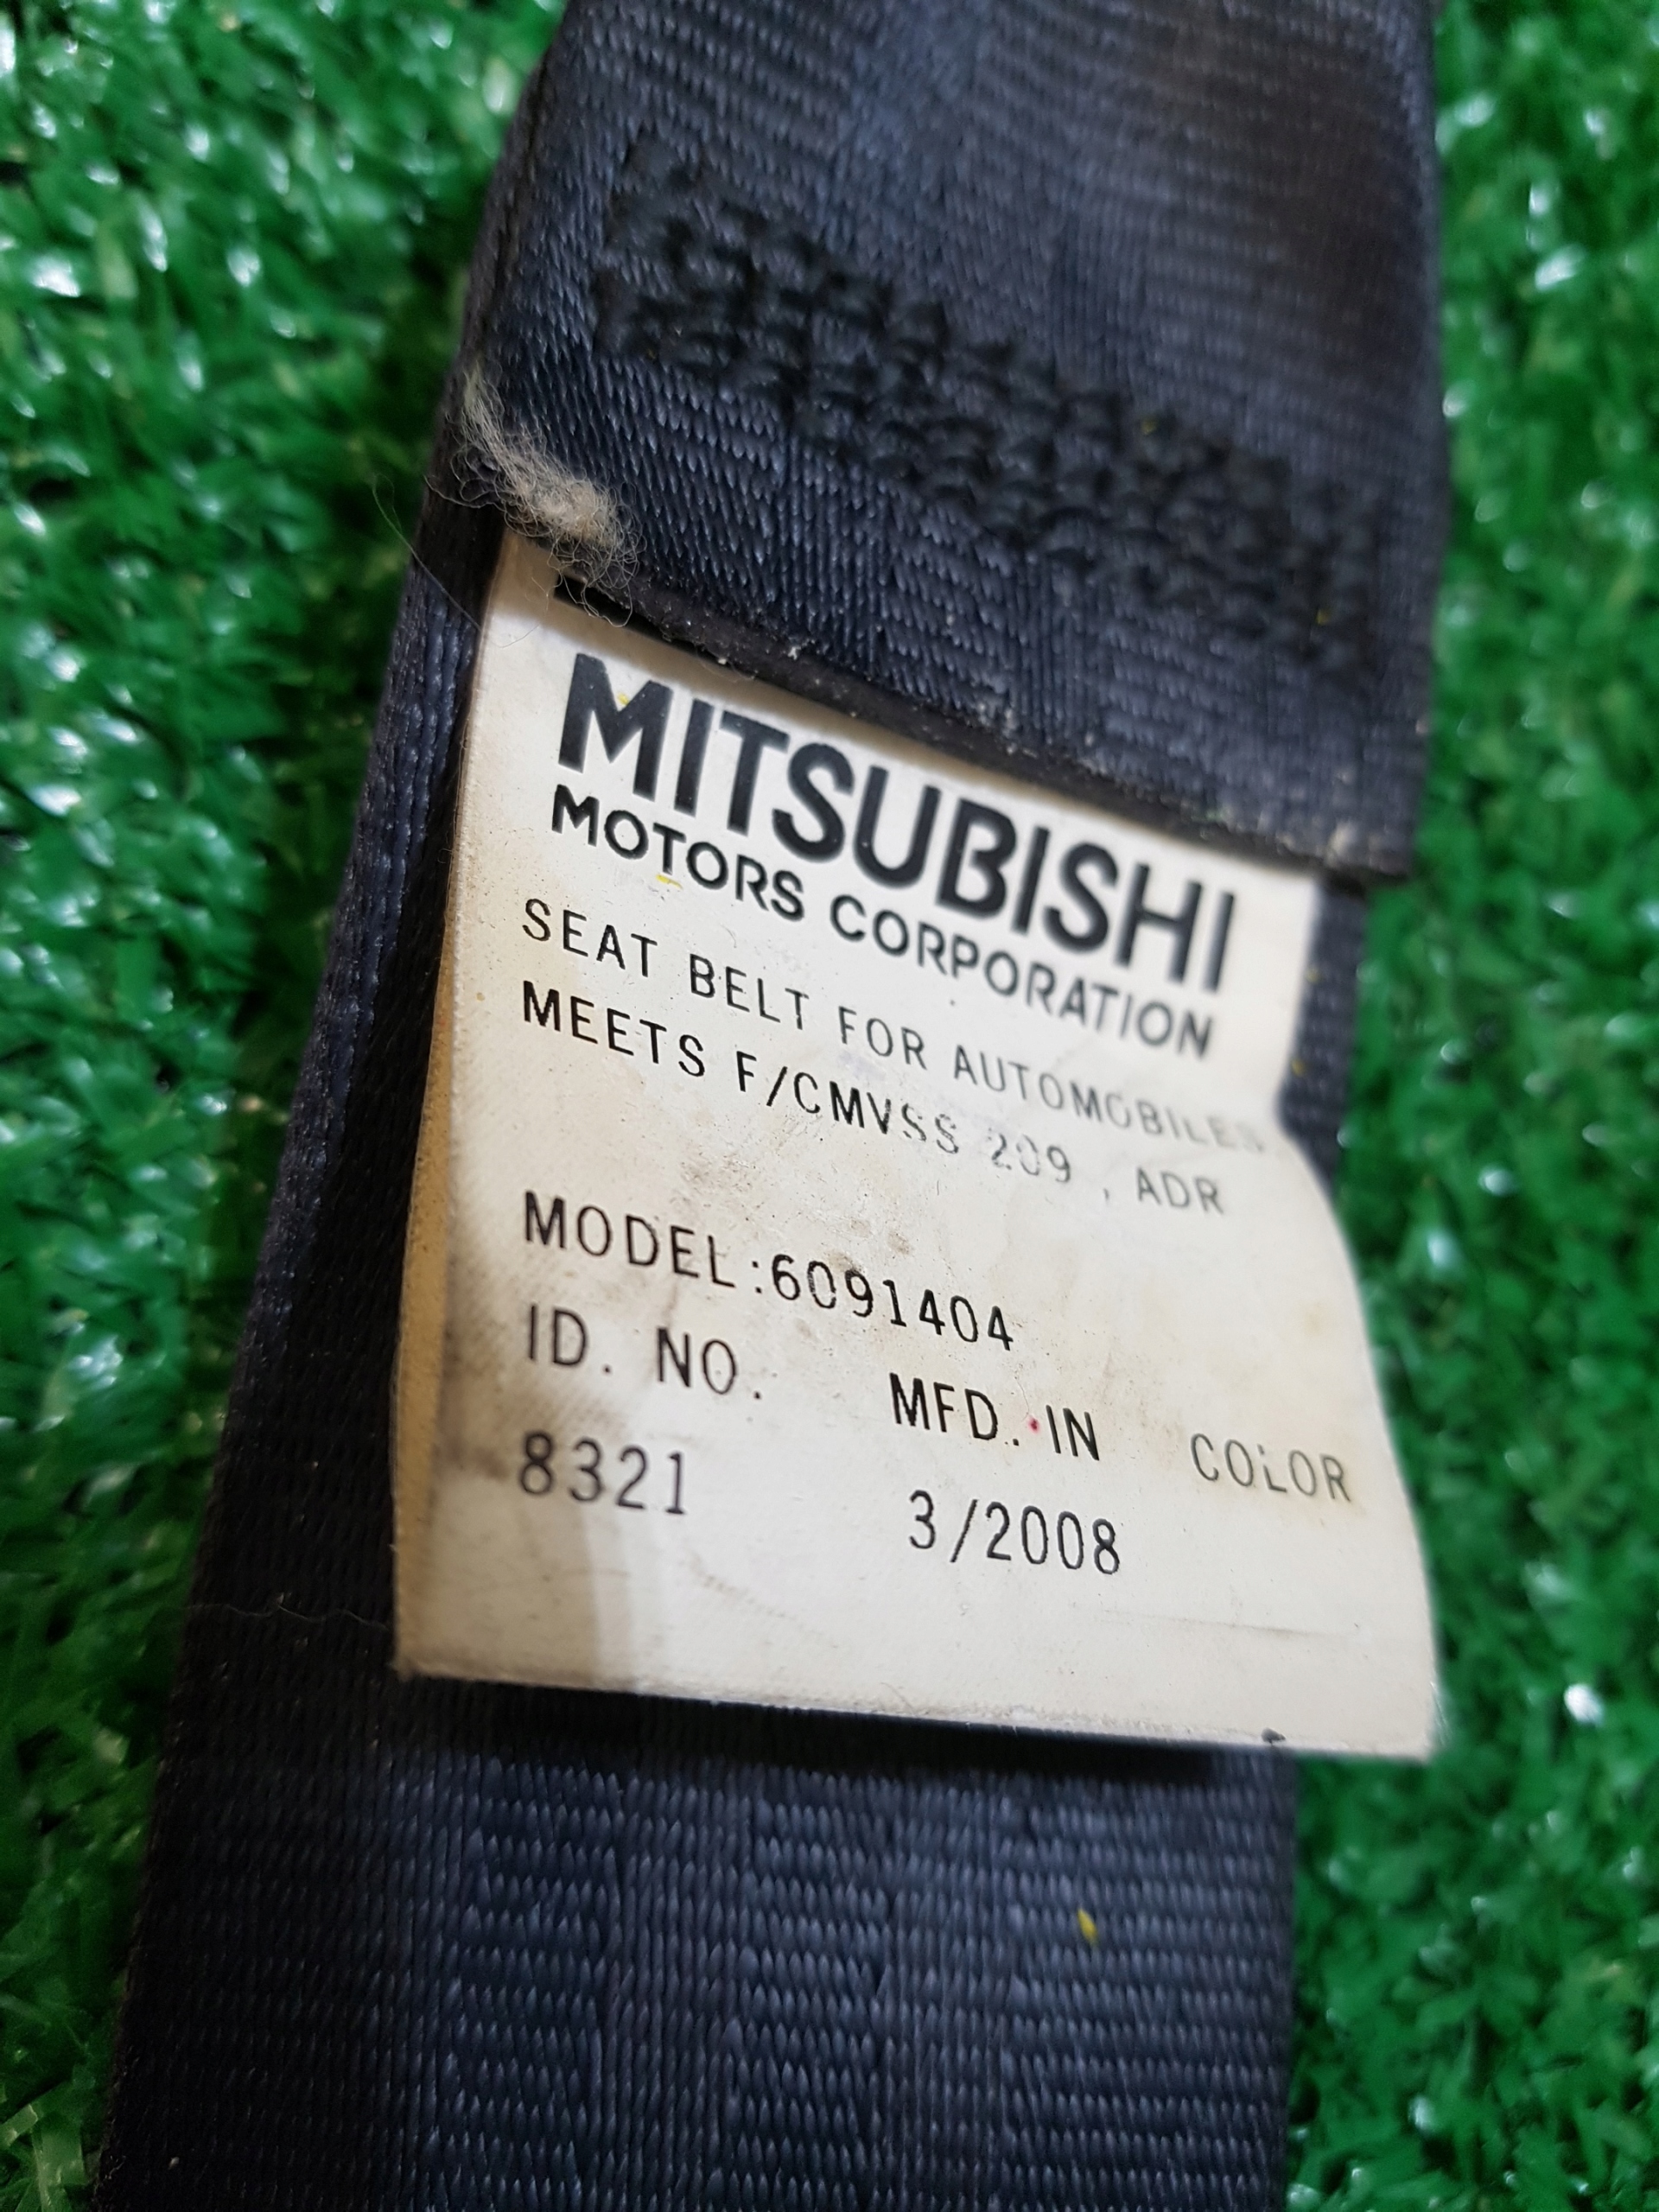 MITSUBISHI
MOTORS CORPORATION
SEAT BELT FOR AUTOMOBILES
MEETS F/CMVSS 209 , ADR
MODEL:6091404
ID. NO. MFD. IN COLOR
8321 3/2008